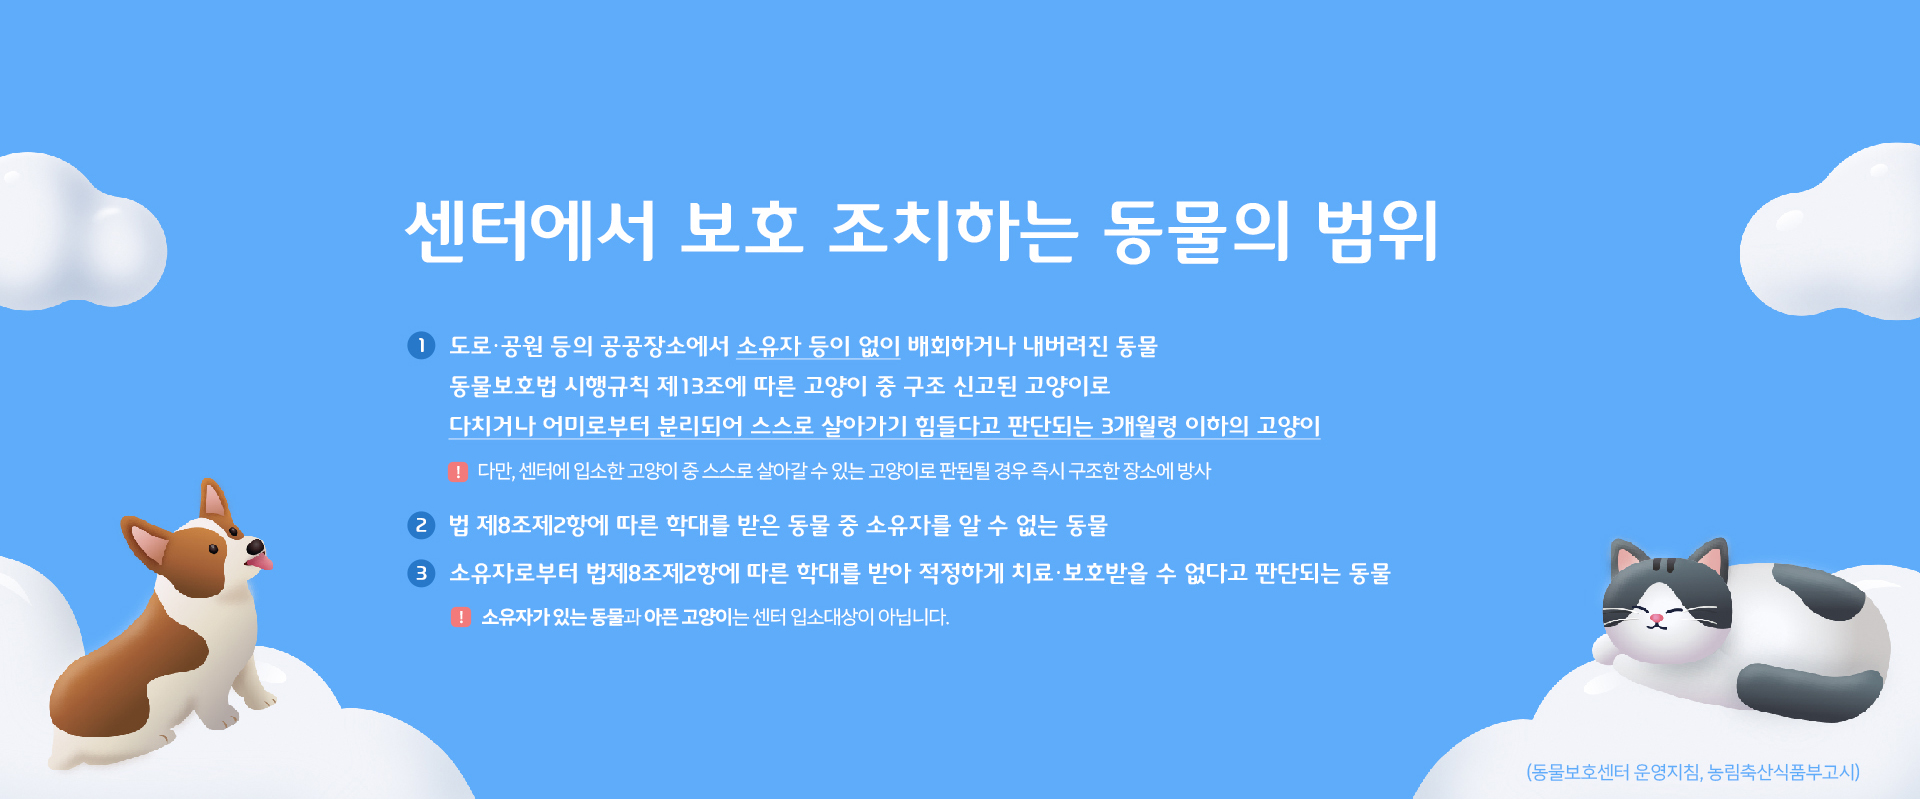 센터에서 보호 조치하는 동물의 범위
1 도로·공원 등의 공공장소에서 소유자 등이 없이 배회하거나 내버려진 동물
동물보호법 시행규칙 제13조에 따른 고양이 중 구조 신고된 고양이로
다치거나 어미로부터 분리되어 스스로 살아가기 힘들다고 판단되는 3개월령 이하의 고양이
! 다만, 센터에 입소한 고양이 중 스스로 살아갈 수 있는 고양이로 판된될 경우 즉시 구조한 장소에 방사
2 법 제8조제2항에 따른 학대를 받은 동물 중 소유자를 알 수 없는 동물
3 소유자로부터 법제8조제2항에 따른 학대를 받아 적정하게 치료·보호받을 수 없다고 판단되는 동물
! 소유자가 있는 동물과 아픈 고양이는 센터 입소대상이 아닙니다.
(동물보호센터 운영지침, 농림축산식품부고시)